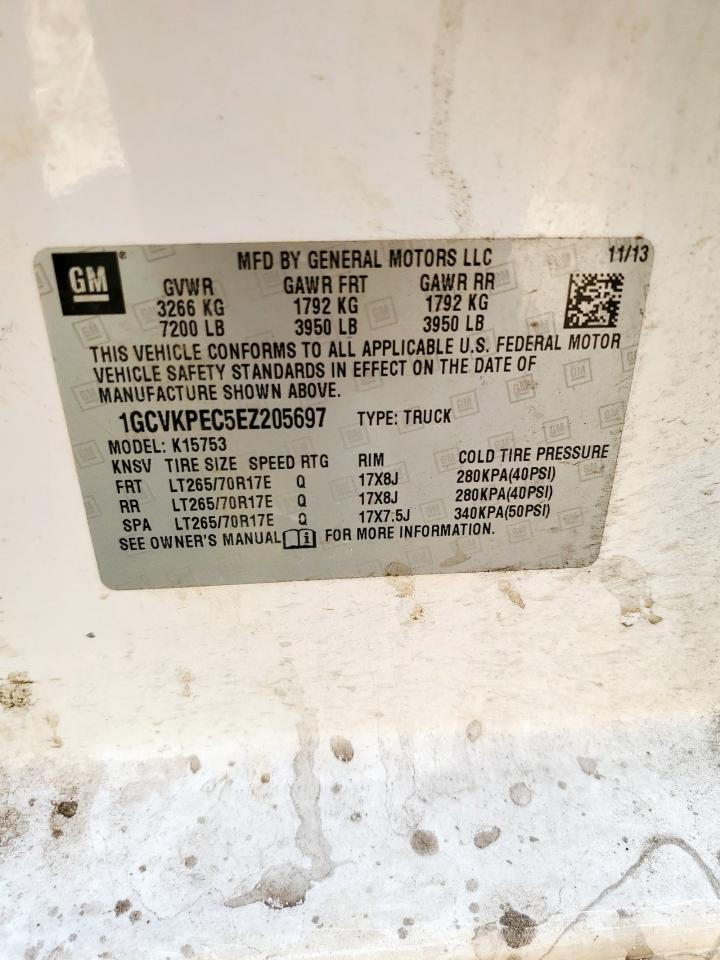 GM
MFD BY GENERAL MOTORS LLC 11/13
GVWR GAWR FRT GAWR RR
3266 KG 1792 KG 1792 KG
7200 LB 3950 LB 3950 LB
THIS VEHICLE CONFORMS TO ALL APPLICABLE U.S. FEDERAL MOTOR
VEHICLE SAFETY STANDARDS IN EFFECT ON THE DATE OF
MANUFACTURE SHOWN ABOVE.
1GCVKPEC5EZ205697 TYPE: TRUCK
MODEL: K15753
KNSV TIRE SIZE SPEED RTG RIM COLD TIRE PRESSURE
FRT LT265/70R17E Q 17X8J 280KPA(40PSI)
RR LT265/70R17E Q 17X8J 280KPA(40PSI)
SPA LT265/70R17E Q 17X7.5J 340KPA(50PSI)
SEE OWNER'S MANUAL FOR MORE INFORMATION.